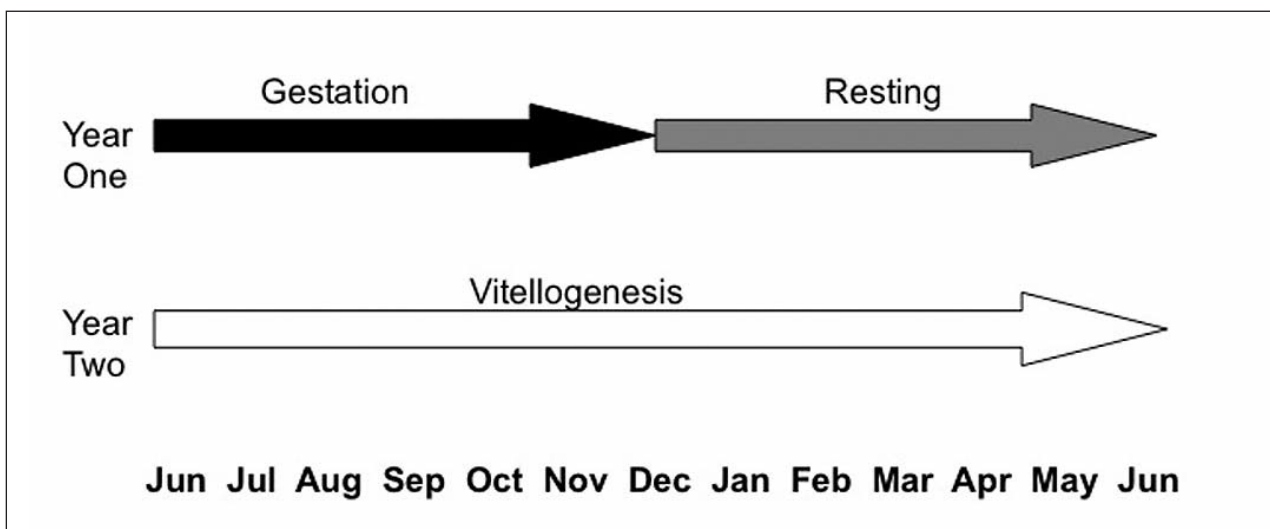 Gestation Resting
Year
One
Vitellogenesis
Year
Two
Jun Jul Aug Sep Oct Nov Dec Jan Feb Mar Apr May Jun